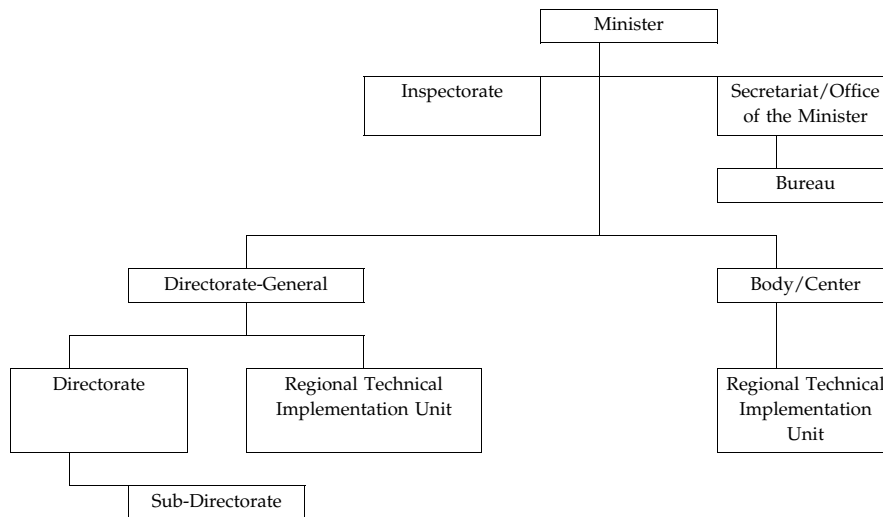 Minister
Inspectorate
Secretariat/Office
of the Minister
Bureau
Directorate-General
Body/Center
Directorate
Regional Technical
Implementation Unit
Regional Technical
Implementation
Unit
Sub-Directorate